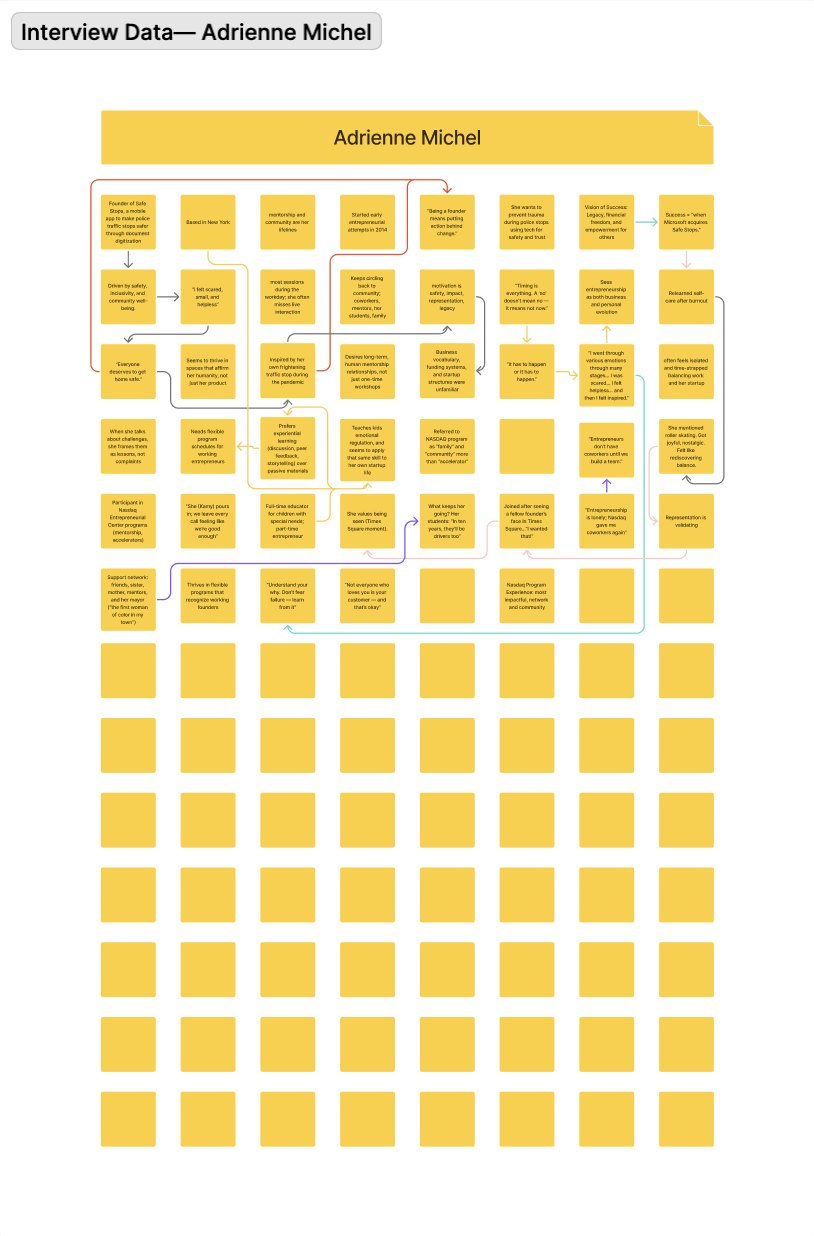 Interview Data— Adrienne Michel
Adrienne Michel
Founder of Safe
Stops, a mobile
app to make police
traffic stops safer
through document
digitization
Based in New York
mentorship and
community are her
lifelines
Started early
entrepreneurial
attempts in 2014
"Being a founder
means putting
action behind
change."
She wants to
prevent trauma
during police stops
using tech for
safety and trust
Vision of Success:
Legacy, financial
freedom, and
empowerment for
others
Success = "when
Microsoft acquires
Safe Stops."
Driven by safety,
inclusivity, and
community well-
being.
"I felt scared,
small, and
helpless"
most sessions
during the
workday; she often
misses live
interaction
Keeps circling
back to
community;
coworkers,
mentors, her
students, family
motivation is
safety, impact,
representation,
legacy
"Timing is
everything. A 'no'
doesn't mean no —
it means not now."
Sees
entrepreneurship
as both business
and personal
evolution
Relearned self-
care after burnout
"Everyone
deserves to get
home safe."
Seems to thrive in
spaces that affirm
her humanity, not
just her product
Inspired by her
own frightening
traffic stop during
the pandemic
Desires long-term,
human mentorship
relationships, not
just one-time
workshops
Business
vocabulary,
funding systems,
and startup
structures were
unfamiliar
"It has to happen
or it has to
happen."
"I went through
various emotions
through many
stages... I was
scared... I felt
helpless... and
then I felt inspired."
often feels isolated
and time-strapped
balancing work
and her startup
When she talks
about challenges,
she frames them
as lessons, not
complaints
Needs flexible
program
schedules for
working
entrepreneurs
Prefers
experiential
learning
(discussion, peer
feedback,
storytelling) over
passive materials
Teaches kids
emotional
regulation, and
seems to apply
that same skill to
her own startup
life
Referred to
NASDAQ program
as "family" and
"community" more
than "accelerator"
"Entrepreneurs
don't have
coworkers until we
build a team."
She mentioned
roller skating. Got
joyful, nostalgic.
Felt like
rediscovering
balance.
Participant in
Nasdaq
Entrepreneurial
Center programs
(mentorship,
accelerators)
"She (Kamy) pours
in; we leave every
call feeling like
we're good
enough"
Full-time educator
for children with
special needs;
part-time
entrepreneur
She values being
seen (Times
Square moment).
What keeps her
going? Her
students: "In ten
years, they'll be
drivers too"
Joined after seeing
a fellow founder's
face in Times
Square..."I wanted
that!"
"Entrepreneurship
is lonely; Nasdaq
gave me
coworkers again"
Representation is
validating
Support network:
friends, sister,
mother, mentors,
and her mayor
("the first woman
of color in my
town")
Thrives in flexible
programs that
recognize working
founders
"Understand your
why. Don't fear
failure — learn
from it"
"Not everyone who
loves you is your
customer — and
that's okay"
Nasdaq Program
Experience: most
impactful, network
and community